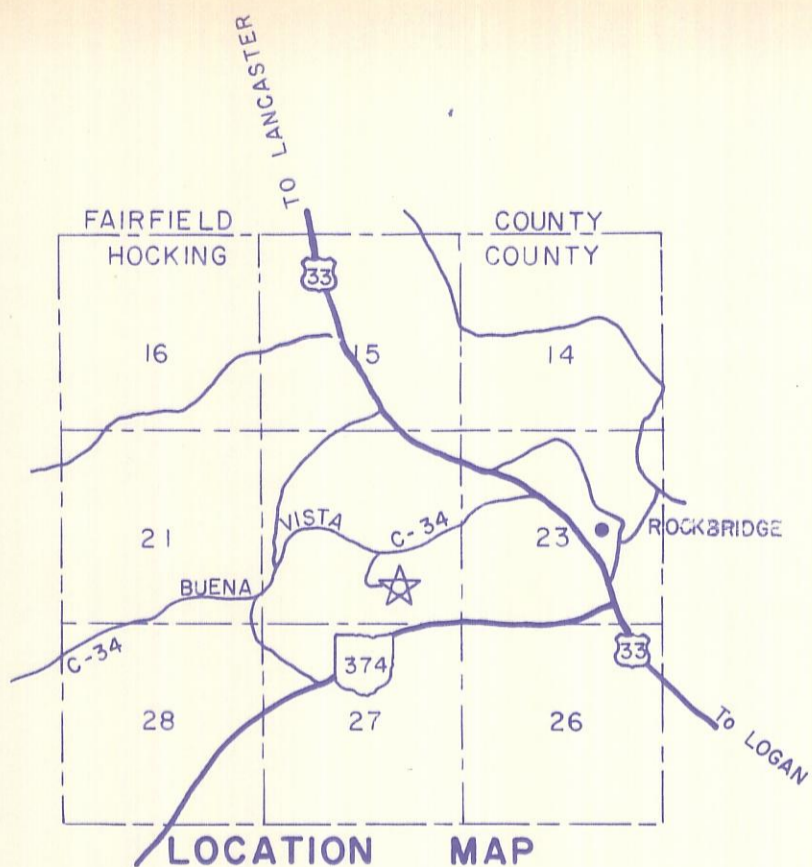 TO LANCASTER
FAIRFIELD COUNTY
HOCKING COUNTY
33
16 15 14
21 VISTA C-34 23 ROCKBRIDGE
BUENA
C-34
374
33
28 27 26
To LOGAN
LOCATION MAP